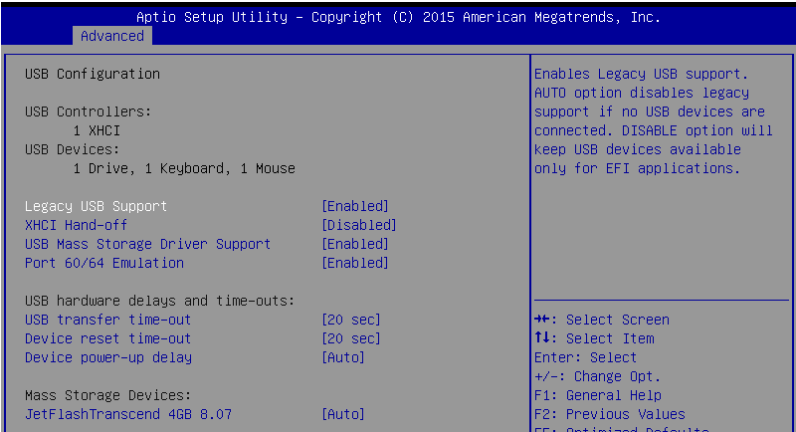 Aptio Setup Utility – Copyright (C) 2015 American Megatrends, Inc.
Advanced
USB Configuration
USB Controllers:
1 XHCI
USB Devices:
1 Drive, 1 Keyboard, 1 Mouse
Legacy USB Support [Enabled]
XHCI Hand-off [Disabled]
USB Mass Storage Driver Support [Enabled]
Port 60/64 Emulation [Enabled]
USB hardware delays and time-outs:
USB transfer time-out [20 sec]
Device reset time-out [20 sec]
Device power-up delay [Auto]
Mass Storage Devices:
JetFlashTranscend 4GB 8.07 [Auto]
Enables Legacy USB support.
AUTO option disables legacy
support if no USB devices are
connected. DISABLE option will
keep USB devices available
only for EFI applications.
→←: Select Screen
↑↓: Select Item
Enter: Select
+/-: Change Opt.
F1: General Help
F2: Previous Values
Optimized Defaults